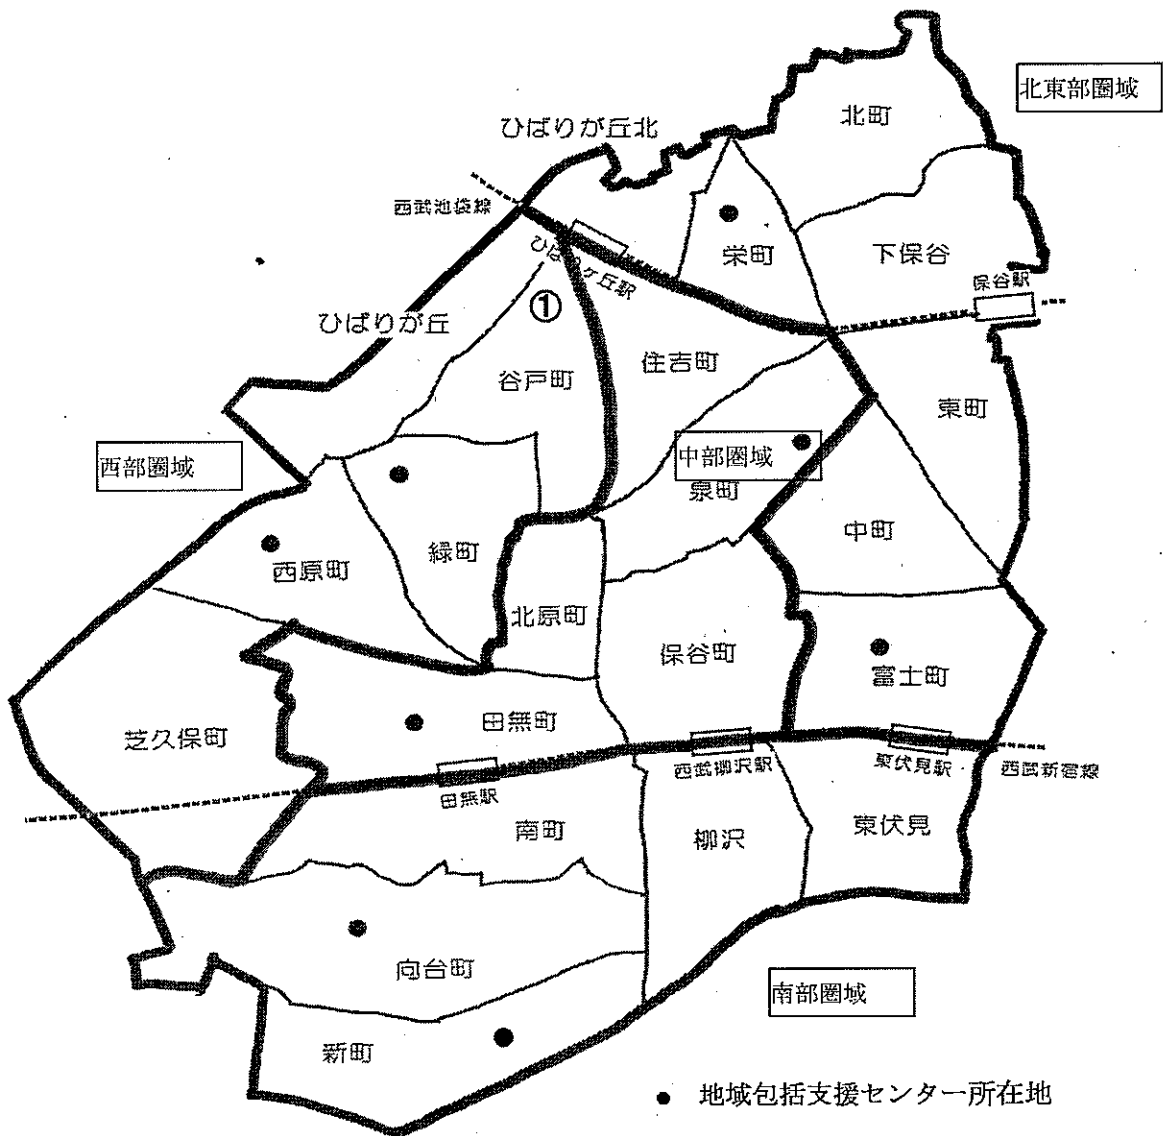 北東部圏域
北町
ひばりが丘北
西武池袋線
栄町
下保谷
ひばりヶ丘駅
保谷駅
①
ひばりが丘
谷戸町
住吉町
東町
西部圏域
中部圏域
泉町
中町
西原町
緑町
北原町
保谷町
富士町
芝久保町
田無町
田無駅
西武柳沢駅
東伏見駅
西武新宿線
南町
柳沢
東伏見
向台町
南部圏域
新町
● 地域包括支援センター所在地